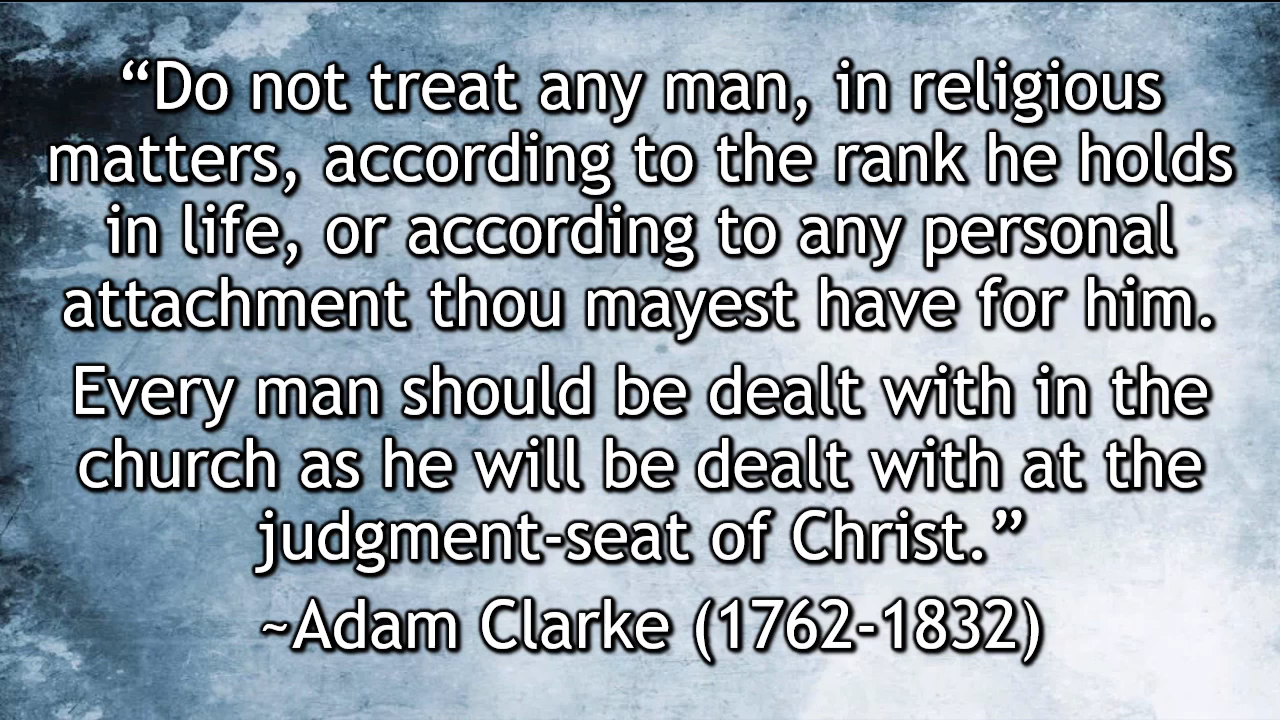 “Do not treat any man, in religious
matters, according to the rank he holds
in life, or according to any personal
attachment thou mayest have for him.
Every man should be dealt with in the
church as he will be dealt with at the
judgment-seat of Christ.”
~Adam Clarke (1762-1832)